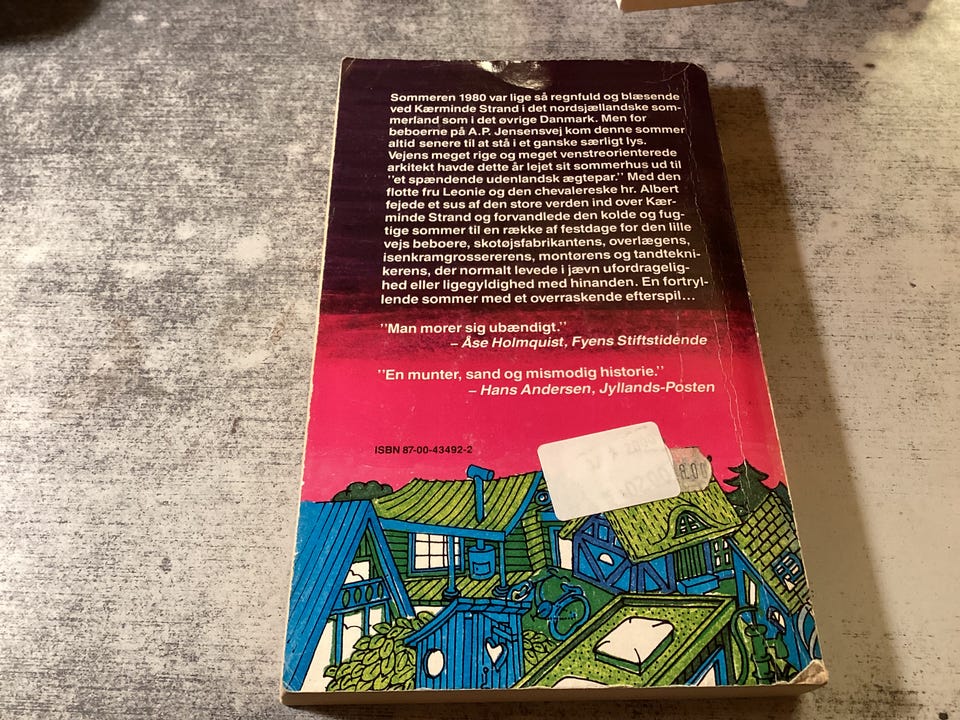 Sommeren 1980 var lige så regnfuld og blæsende
ved Kærminde Strand i det nordsjællandske som-
merland som i det øvrige Danmark. Men for
beboerne på A.P. Jensensvej kom denne sommer
altid senere til at stå i et ganske særligt lys.
Vejens meget rige og meget venstreorienterede
arkitekt havde dette år lejet sit sommerhus ud til
"et spændende udenlandsk ægtepar." Med den
flotte fru Leonie og den chevalereske hr. Albert
fejede et sus af den store verden ind over Kær-
minde Strand og forvandlede den kolde og fug-
tige sommer til en række af festdage for den lille
vejs beboere, skotøjsfabrikantens, overlægens,
isenkramgrossererens, montørens og tandtekni-
kerens, der normalt levede i jævn ufordragelig-
hed eller ligegyldighed med hinanden. En fortryl-
lende sommer med et overraskende efterspil...
"Man morer sig ubændigt."
– Åse Holmquist, Fyens Stiftstidende
"En munter, sand og mismodig historie."
– Hans Andersen, Jyllands-Posten
ISBN 87-00-43492-2